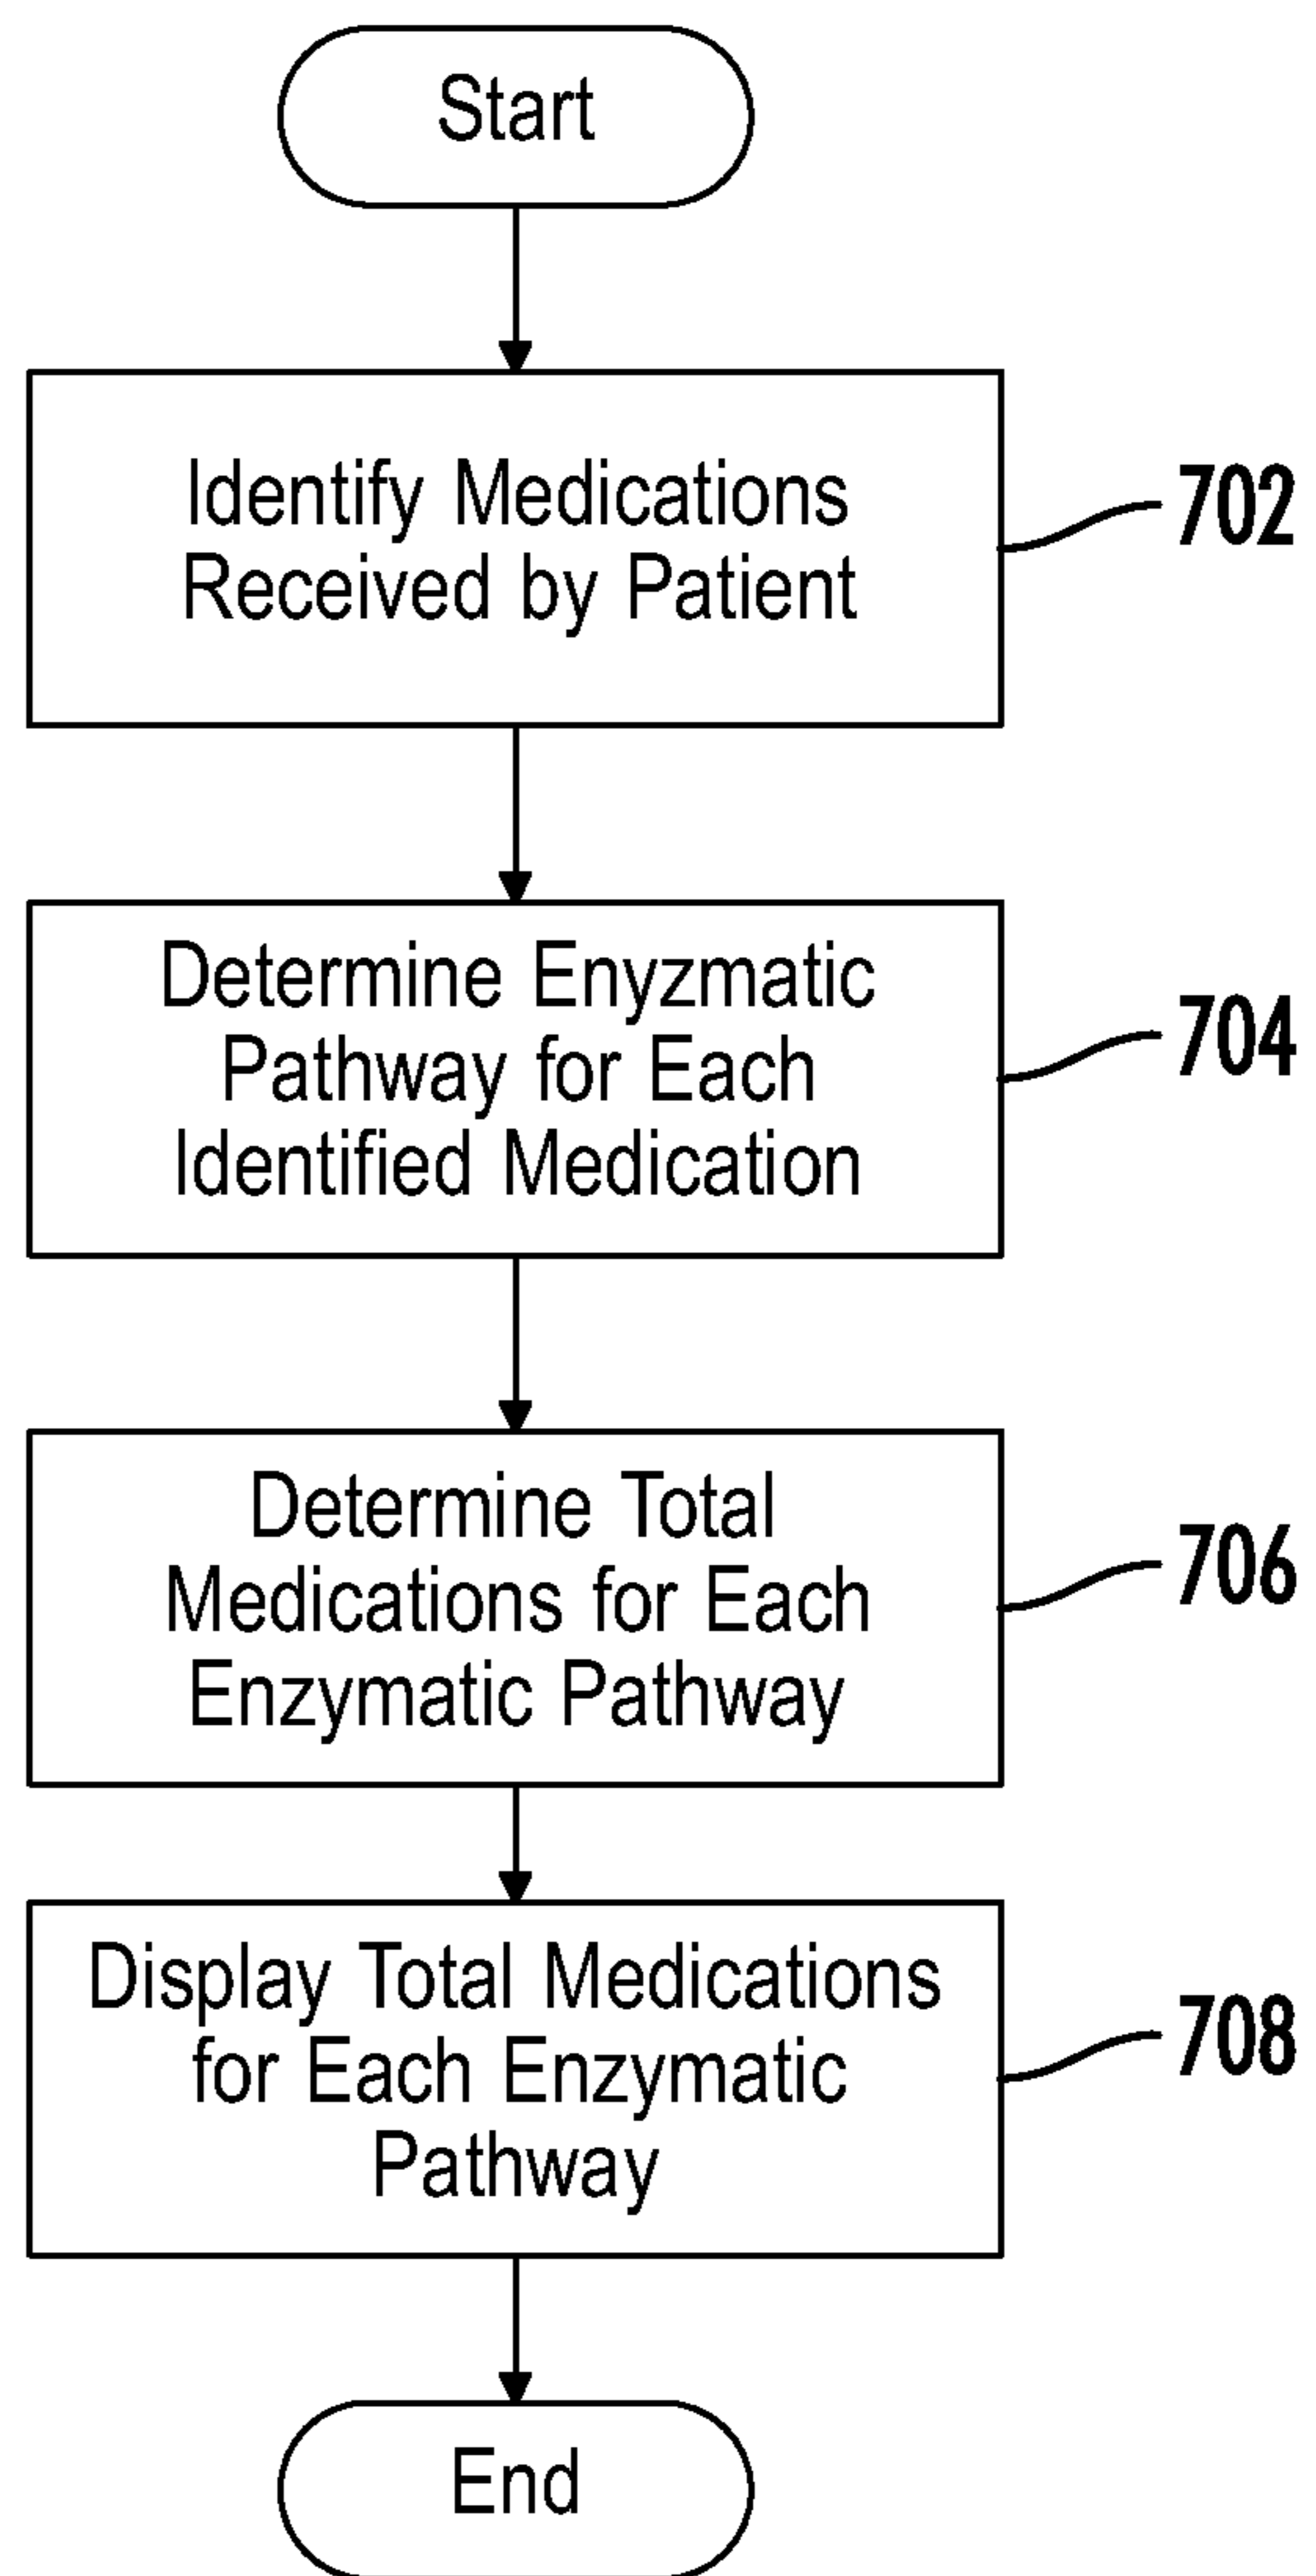 Start
Identify Medications
Received by Patient
702
Determine Enyzmatic
Pathway for Each
Identified Medication
704
Determine Total
Medications for Each
Enzymatic Pathway
706
Display Total Medications
for Each Enzymatic
Pathway
708
End